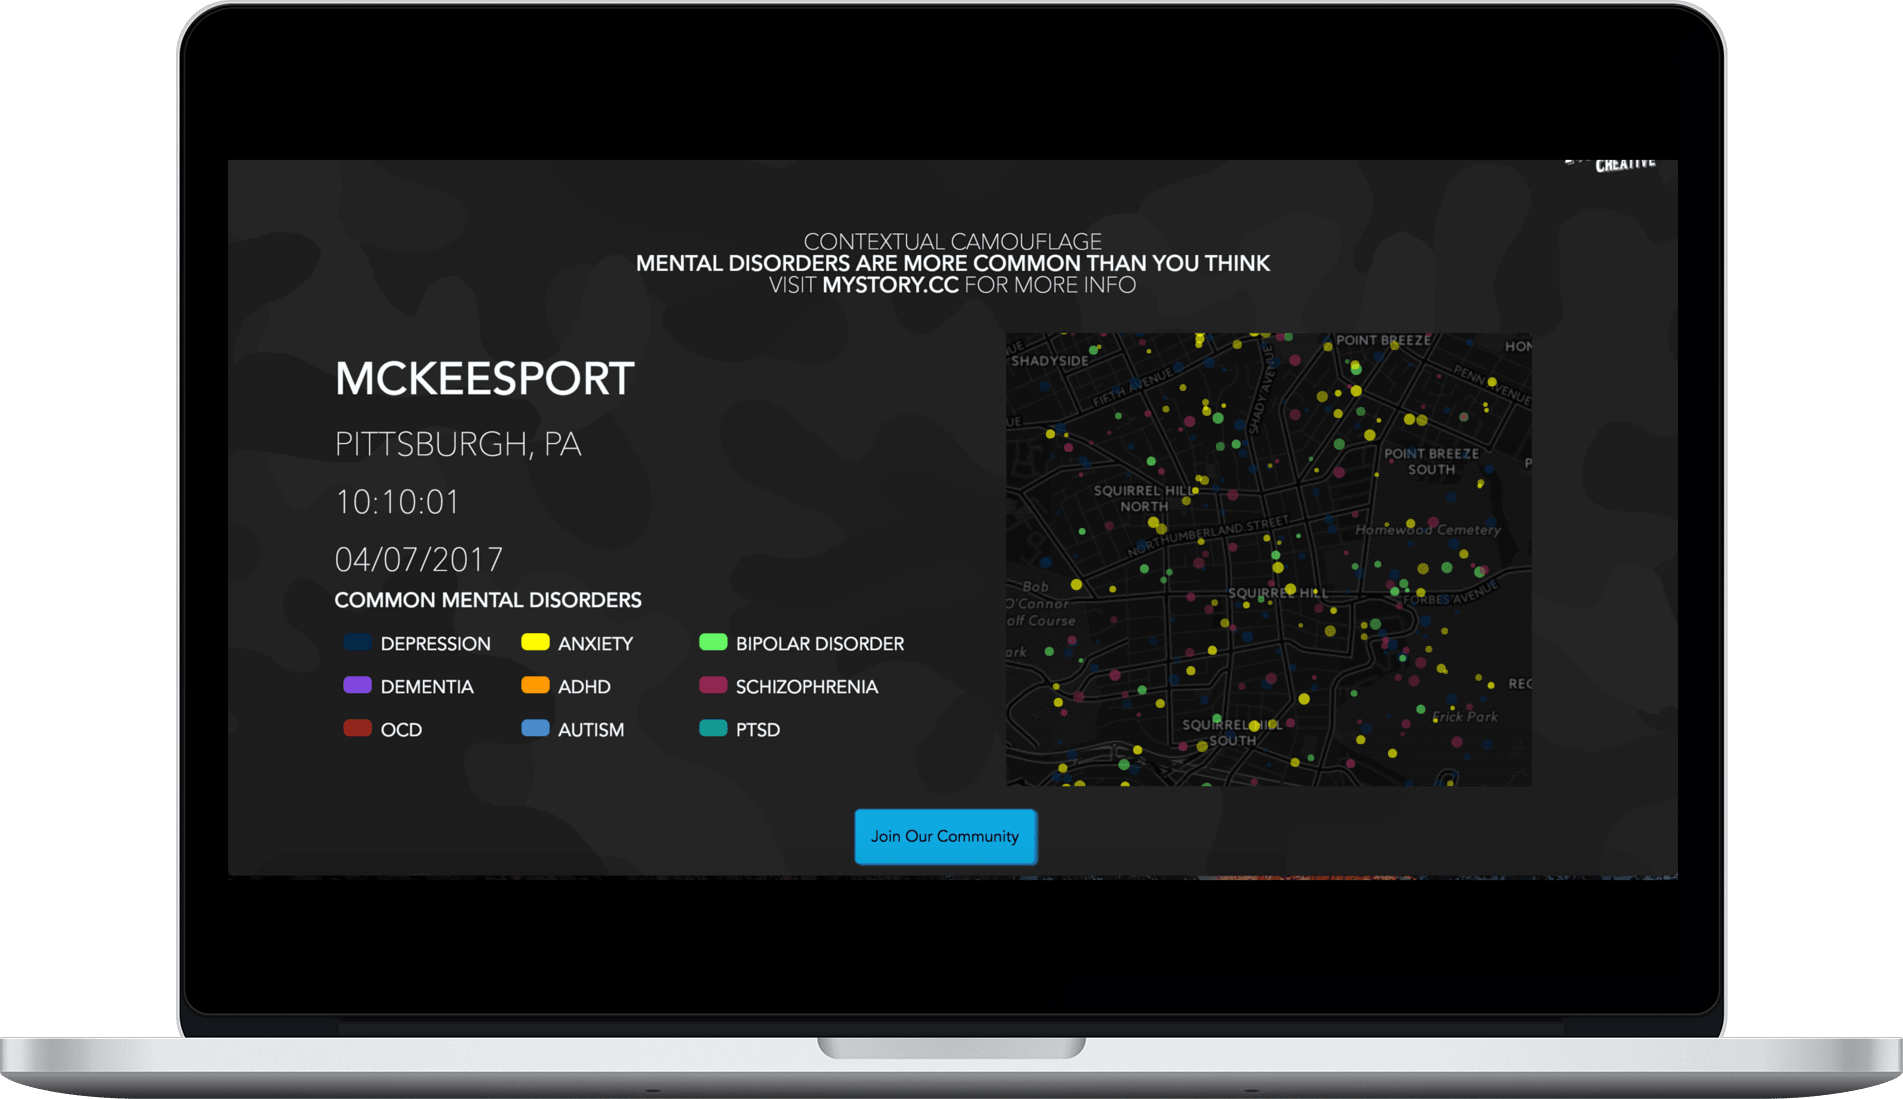 CREATIVE
CONTEXTUAL CAMOUFLAGE
MENTAL DISORDERS ARE MORE COMMON THAN YOU THINK
VISIT MYSTORY.CC FOR MORE INFO
MCKEESPORT
PITTSBURGH, PA
10:10:01
04/07/2017
COMMON MENTAL DISORDERS
DEPRESSION ANXIETY BIPOLAR DISORDER
DEMENTIA ADHD SCHIZOPHRENIA
OCD AUTISM PTSD
POINT BREEZE
SHADYSIDE
FIFTH AVENUE
SHADY AVENUE
PENN AVENUE
POINT BREEZE
SOUTH
SQUIRREL HILL
NORTH
NORTHUMBERLAND STREET
Homewood Cemetery
Bob
O'Connor
olf Course
SQUIRREL HILL
FORBES AVENUE
ark
SQUIRREL HILL
SOUTH
Frick Park
Join Our Community